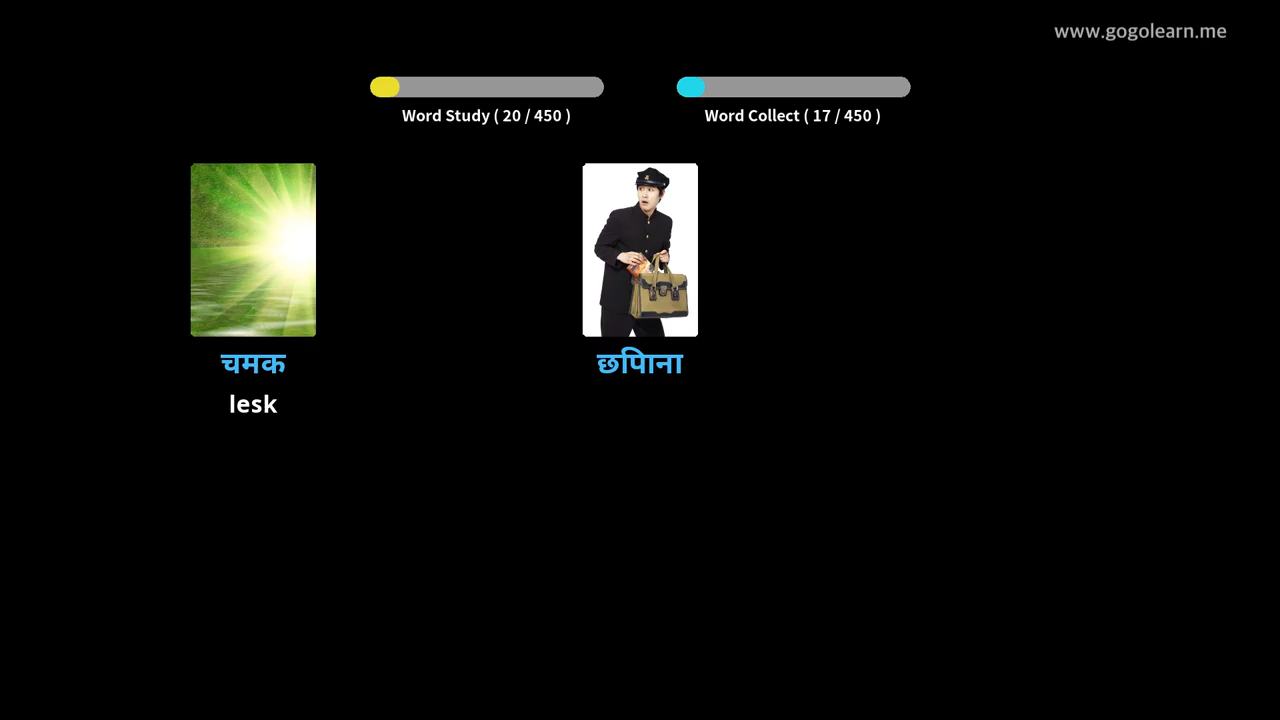 www.gogolearn.me
Word Study ( 20 / 450 )
Word Collect ( 17 / 450 )
चमक
छिपाना
lesk